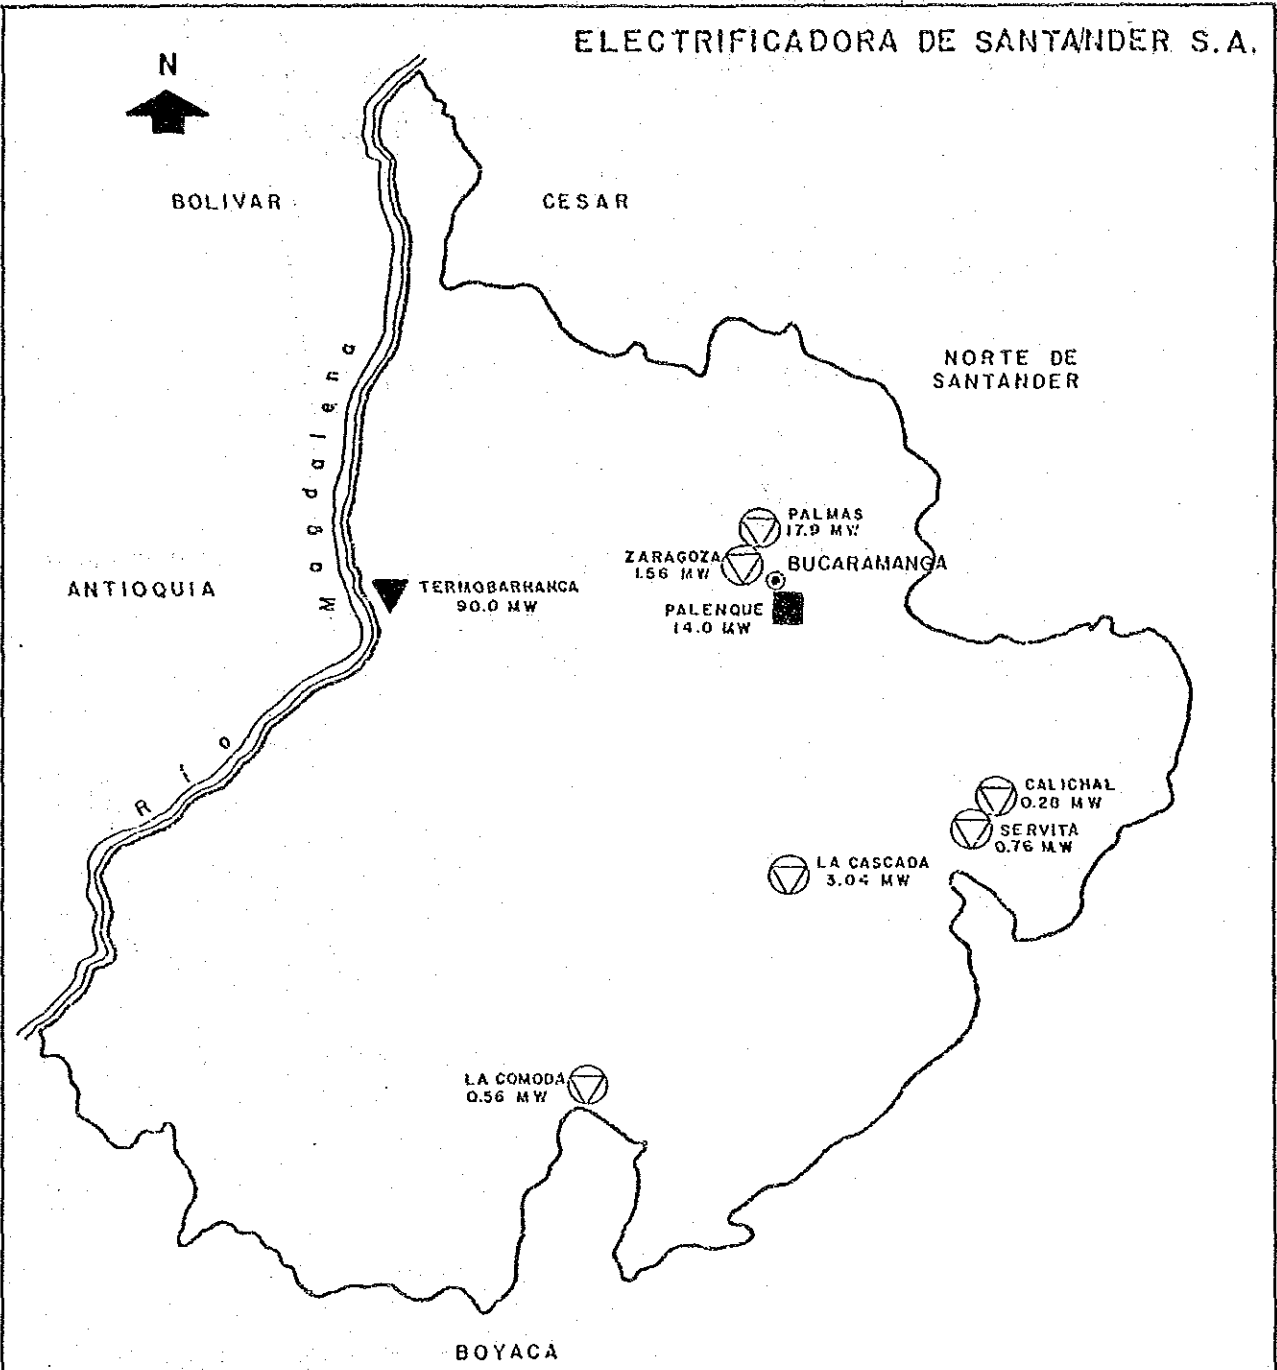 ELECTRIFICADORA DE SANTANDER S.A.
N
BOLIVAR
CESAR
NORTE DE
SANTANDER
Río Magdalena
ANTIOQUIA
PALMAS
17.9 MW
ZARAGOZA
1.56 MW
BUCARAMANGA
TERMOBARRANCA
90.0 MW
PALENQUE
14.0 MW
CALICHAL
0.28 MW
SERVITA
0.76 MW
LA CASCADA
3.04 MW
LA COMODA
0.56 MW
BOYACA